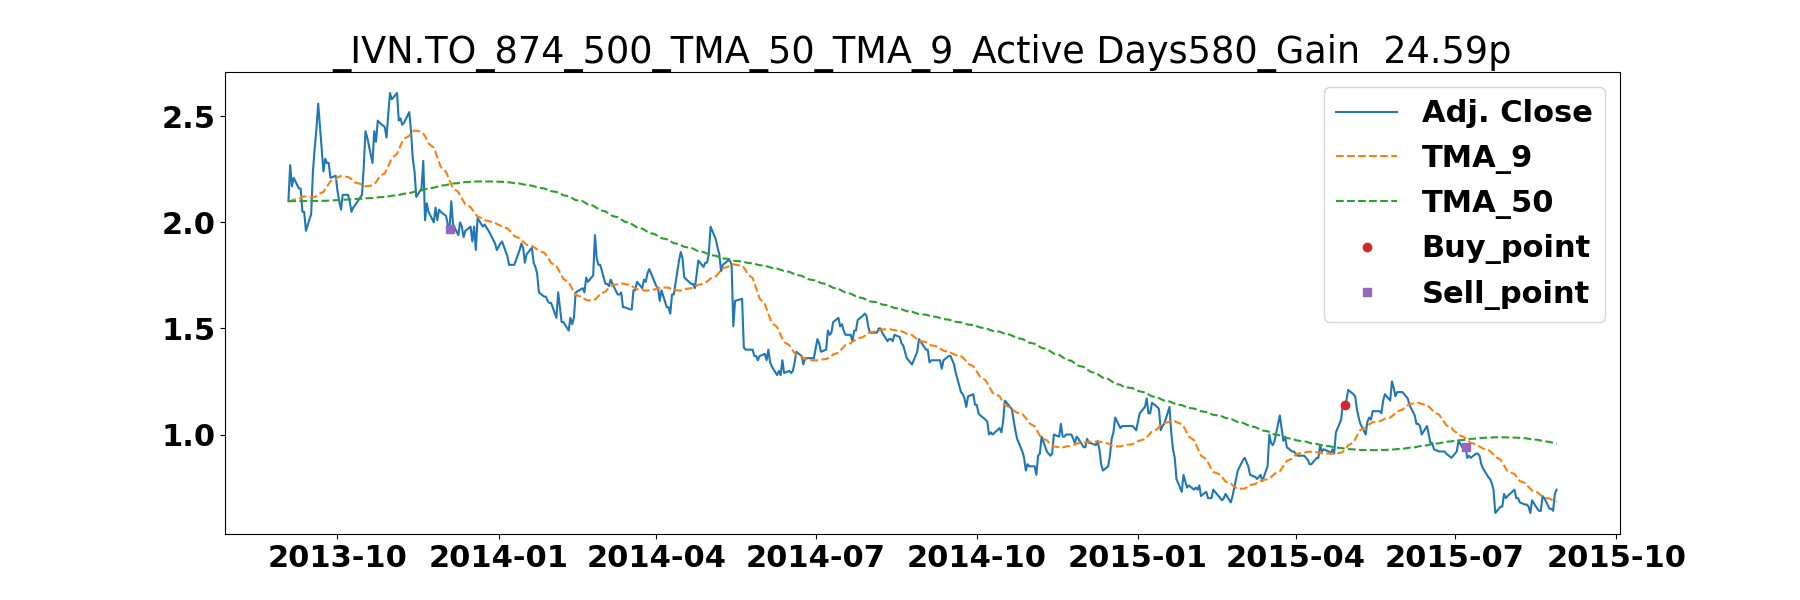 _IVN.TO_874_500_TMA_50_TMA_9_Active Days580_Gain  24.59p
Adj. Close
TMA_9
TMA_50
Buy_point
Sell_point
2.5
2.0
1.5
1.0
2013-10
2014-01
2014-04
2014-07
2014-10
2015-01
2015-04
2015-07
2015-10